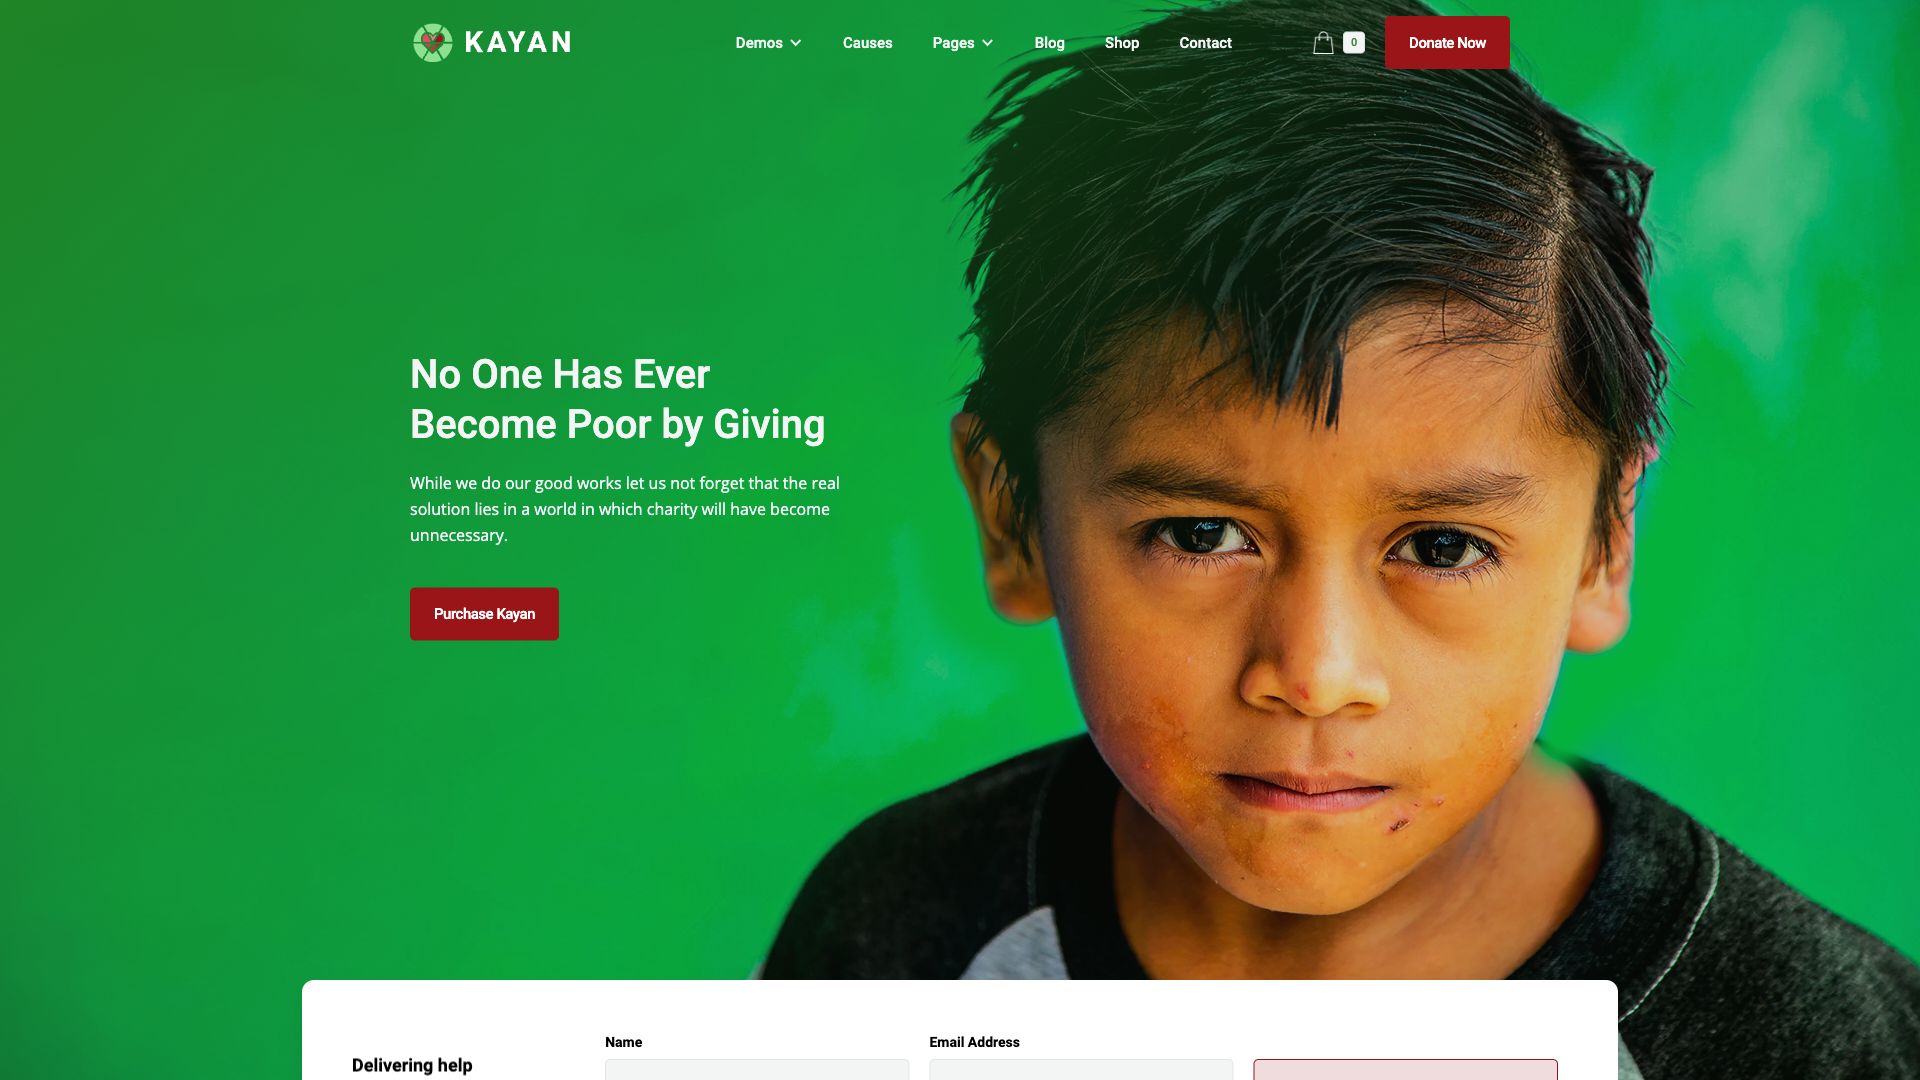 KAYAN
Demos
Causes
Pages
Blog
Shop
Contact
0
Donate Now
No One Has Ever
Become Poor by Giving
While we do our good works let us not forget that the real
solution lies in a world in which charity will have become
unnecessary.
Purchase Kayan
Name
Email Address
Delivering help